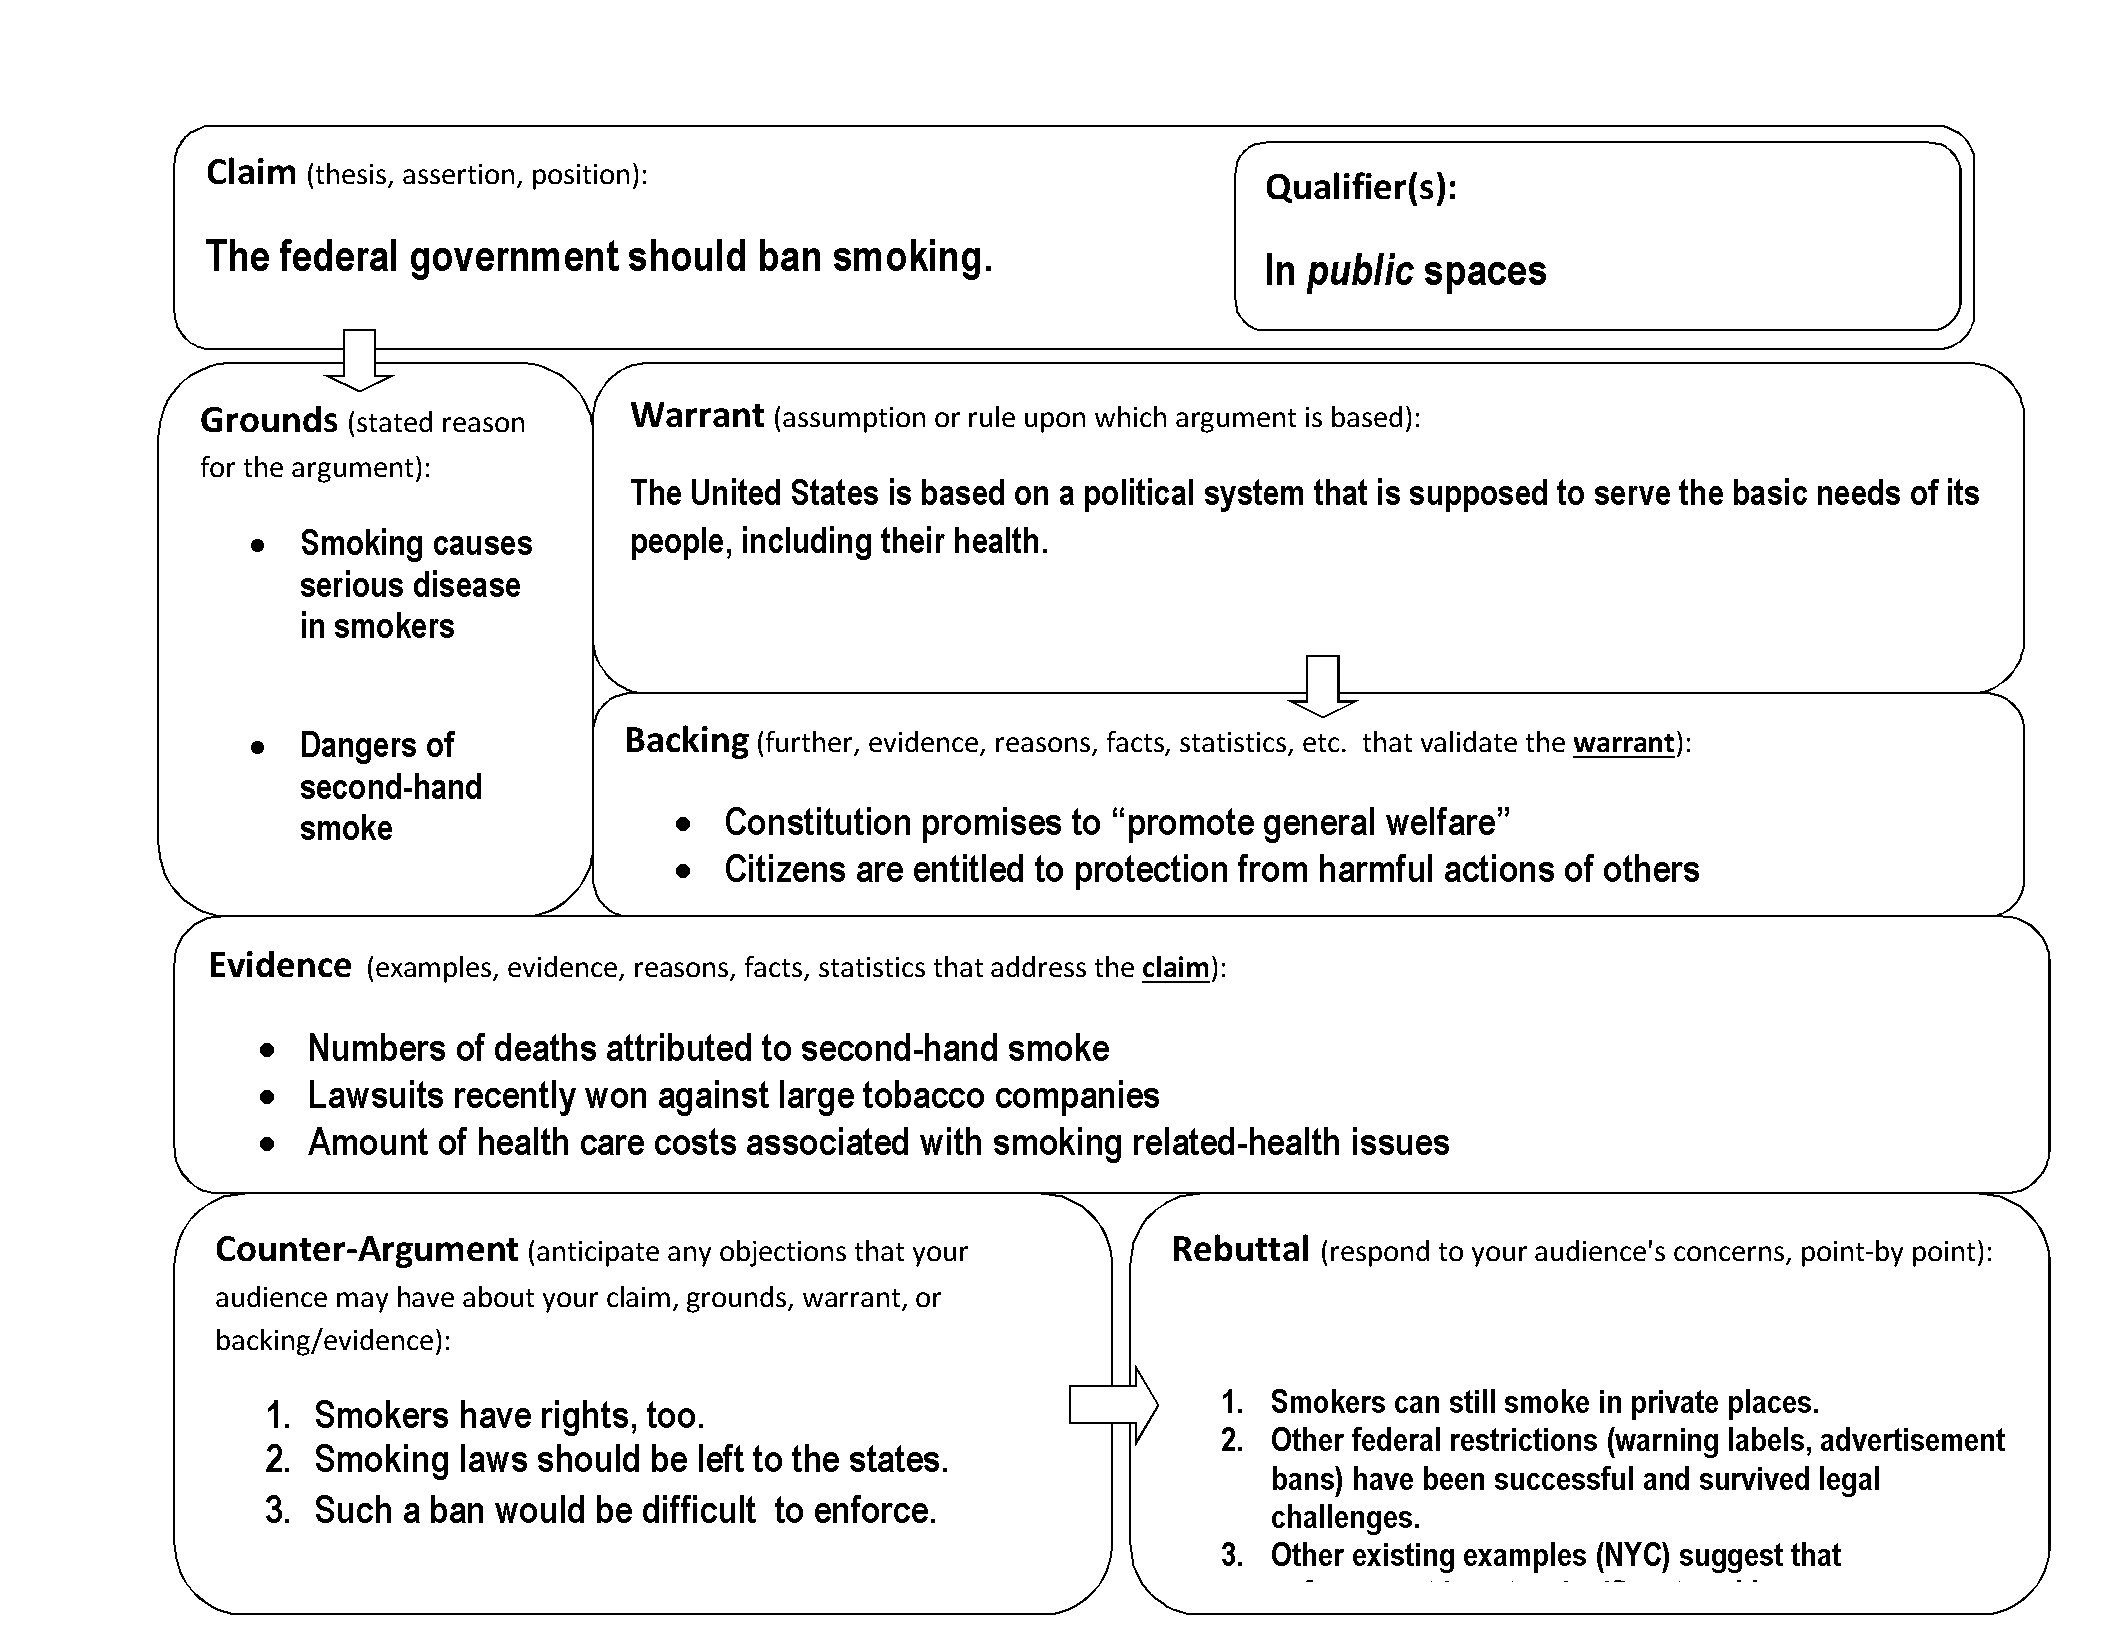 Claim (thesis, assertion, position):
The federal government should ban smoking.
Qualifier(s):
In public spaces
Grounds (stated reason
for the argument):
• Smoking causes
serious disease
in smokers
• Dangers of
second-hand
smoke
Warrant (assumption or rule upon which argument is based):
The United States is based on a political system that is supposed to serve the basic needs of its
people, including their health.
Backing (further, evidence, reasons, facts, statistics, etc.  that validate the warrant):
• Constitution promises to “promote general welfare”
• Citizens are entitled to protection from harmful actions of others
Evidence  (examples, evidence, reasons, facts, statistics that address the claim):
• Numbers of deaths attributed to second-hand smoke
• Lawsuits recently won against large tobacco companies
• Amount of health care costs associated with smoking related-health issues
Counter-Argument (anticipate any objections that your
audience may have about your claim, grounds, warrant, or
backing/evidence):
1. Smokers have rights, too.
2. Smoking laws should be left to the states.
3. Such a ban would be difficult  to enforce.
Rebuttal (respond to your audience's concerns, point-by point):
1. Smokers can still smoke in private places.
2. Other federal restrictions (warning labels, advertisement
bans) have been successful and survived legal
challenges.
3. Other existing examples (NYC) suggest that